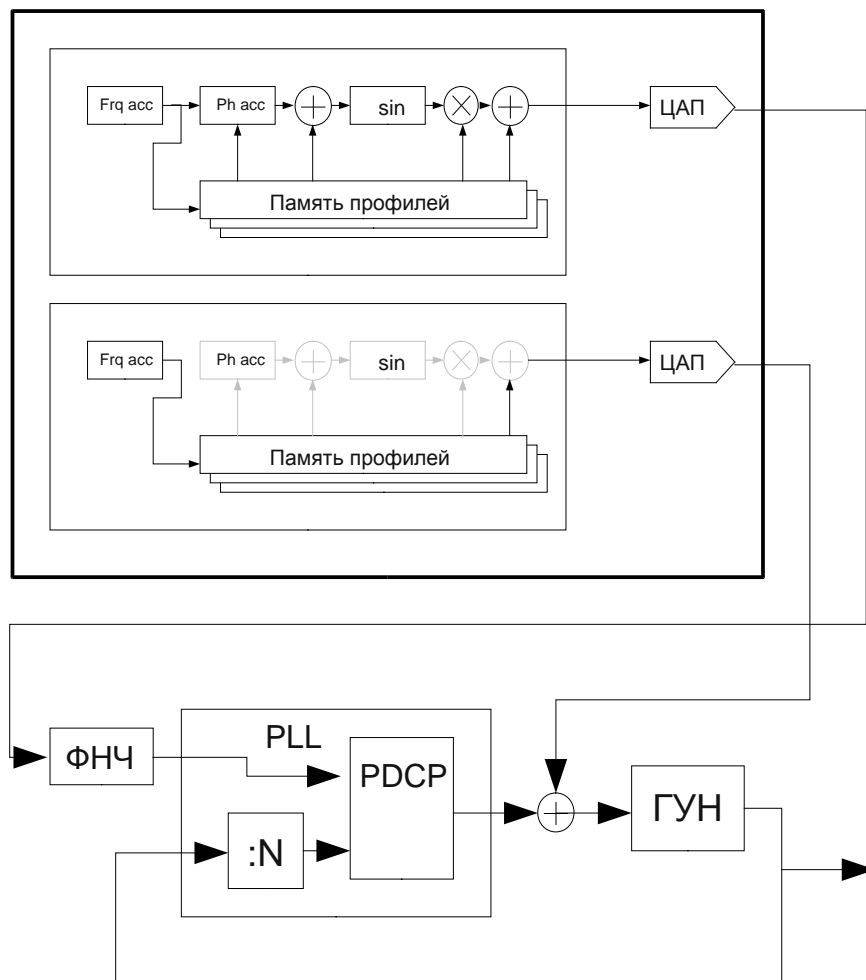 Frq acc
Ph acc
sin
ЦАП
Память профилей
Frq acc
Ph acc
sin
ЦАП
Память профилей
ФНЧ
PLL
PDCP
:N
ГУН